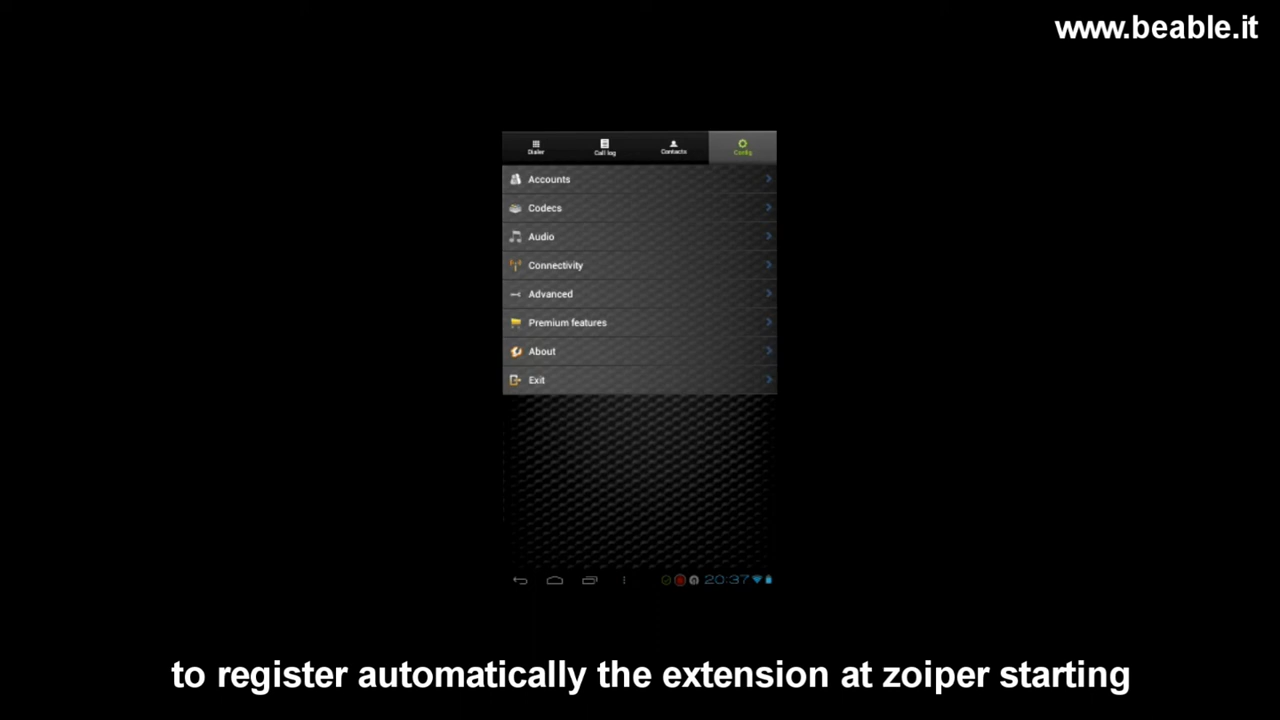 www.beable.it
Dialer
Call log
Contacts
Config
Accounts
Codecs
Audio
Connectivity
Advanced
Premium features
About
Exit
20:37
to register automatically the extension at zoiper starting